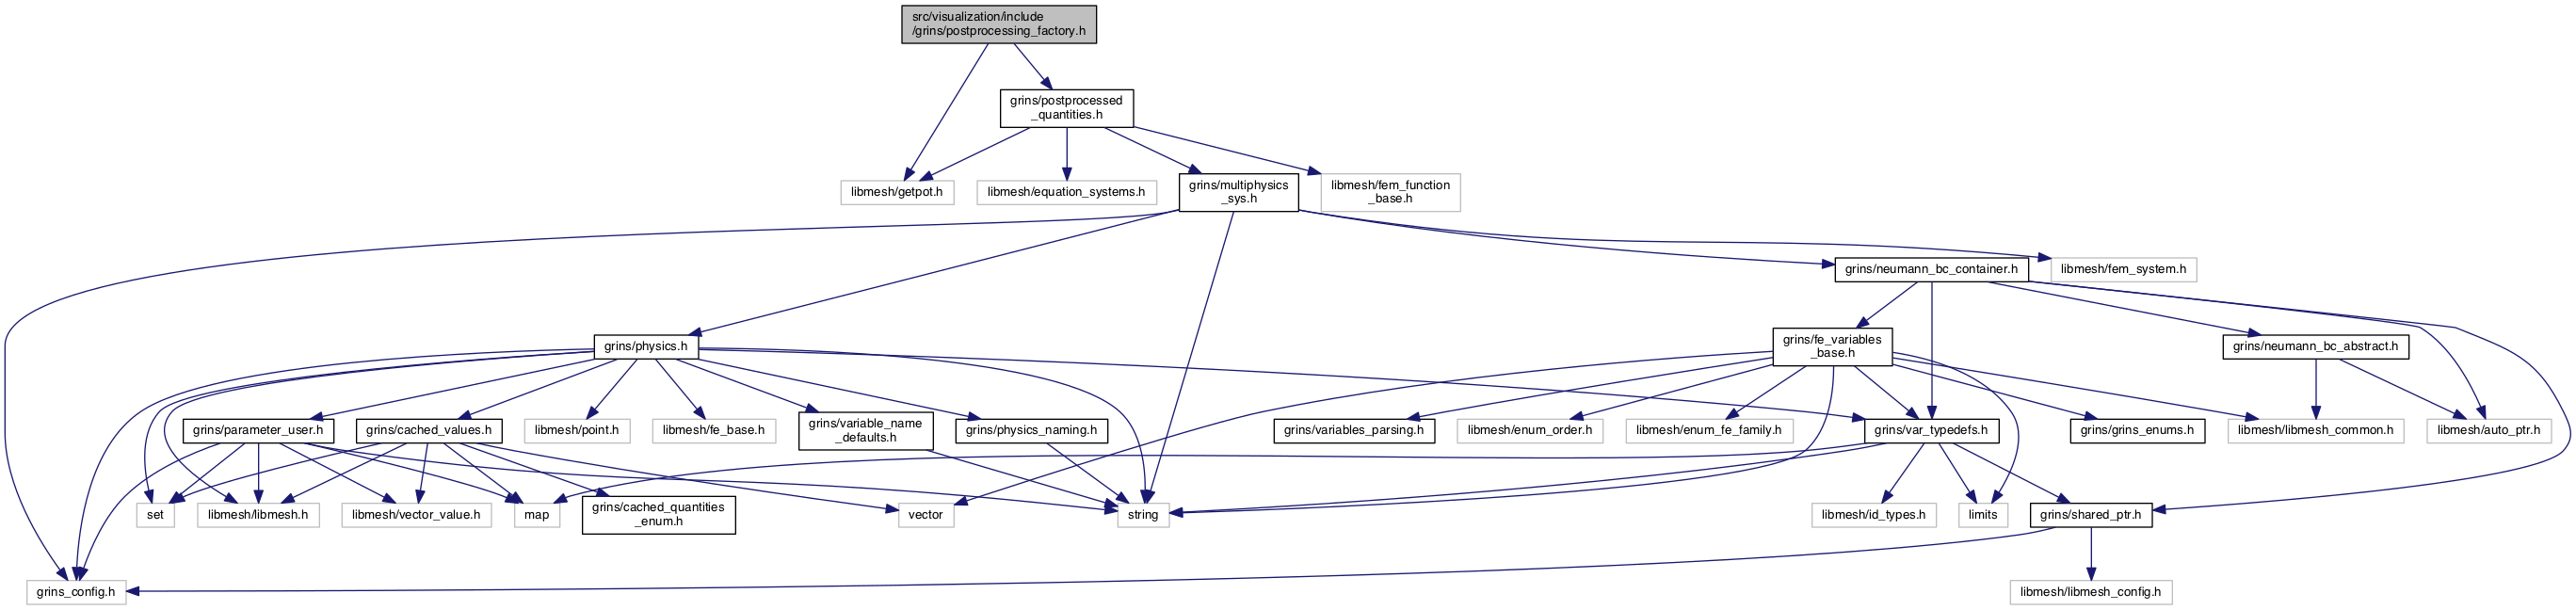 src/visualization/include
/grins/postprocessing_factory.h
grins/postprocessed
_quantities.h
libmesh/getpot.h
libmesh/equation_systems.h
grins/multiphysics
_sys.h
libmesh/fem_function
_base.h
grins/neumann_bc_container.h
libmesh/fem_system.h
grins/physics.h
grins/fe_variables
_base.h
grins/neumann_bc_abstract.h
grins/parameter_user.h
grins/cached_values.h
libmesh/point.h
libmesh/fe_base.h
grins/variable_name
_defaults.h
grins/physics_naming.h
grins/variables_parsing.h
libmesh/enum_order.h
libmesh/enum_fe_family.h
grins/var_typedefs.h
grins/grins_enums.h
libmesh/libmesh_common.h
libmesh/auto_ptr.h
set
libmesh/libmesh.h
libmesh/vector_value.h
map
grins/cached_quantities
_enum.h
vector
string
libmesh/id_types.h
limits
grins/shared_ptr.h
grins_config.h
libmesh/libmesh_config.h